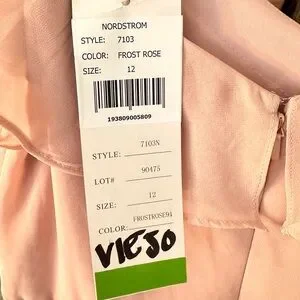 NORDSTROM
STYLE: 7103
COLOR: FROST ROSE
SIZE: 12
193809005809
STYLE: 7103N
LOT# 90475
SIZE: 12
COLOR: FROSTROSE91
VIEJO